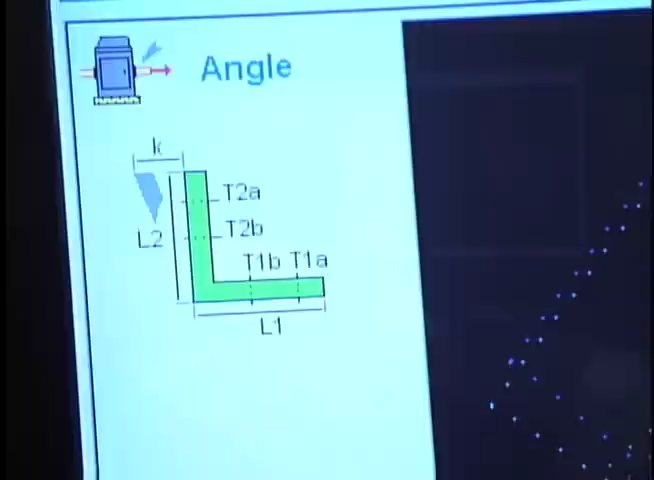 Angle
k
T2a
L2 T2b
T1b T1a
L1